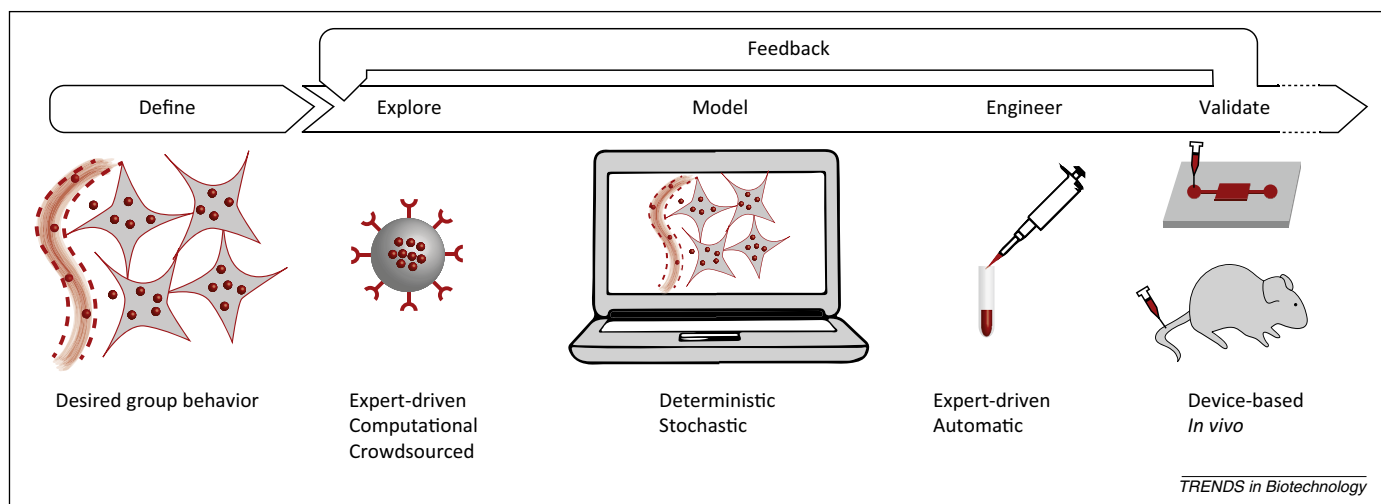 Feedback
Define
Explore
Model
Engineer
Validate
Desired group behavior
Expert-driven
Computational
Crowdsourced
Deterministic
Stochastic
Expert-driven
Automatic
Device-based
In vivo
TRENDS in Biotechnology